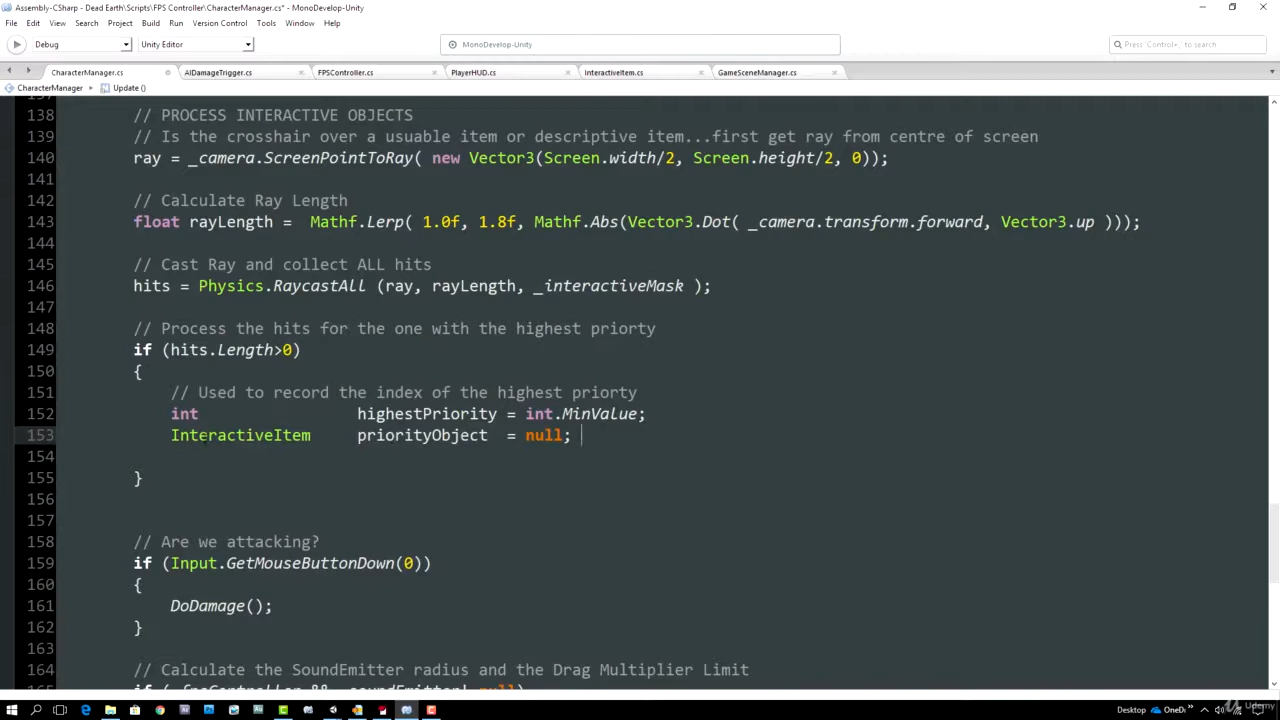 Assembly-CSharp - Dead Earth\Scripts\FPS Controller\CharacterManager.cs* - MonoDevelop-Unity
File Edit View Search Project Build Run Version Control Tools Window Help
Debug Unity Editor MonoDevelop-Unity Press 'Control+,' to search
CharacterManager.cs AIDamageTrigger.cs FPSController.cs PlayerHUD.cs InteractiveItem.cs GameSceneManager.cs
CharacterManager Update ()
137
138 // PROCESS INTERACTIVE OBJECTS
139 // Is the crosshair over a usuable item or descriptive item...first get ray from centre of screen
140 ray = _camera.ScreenPointToRay( new Vector3(Screen.width/2, Screen.height/2, 0));
141
142 // Calculate Ray Length
143 float rayLength = Mathf.Lerp( 1.0f, 1.8f, Mathf.Abs(Vector3.Dot( _camera.transform.forward, Vector3.up )));
144
145 // Cast Ray and collect ALL hits
146 hits = Physics.RaycastAll (ray, rayLength, _interactiveMask );
147
148 // Process the hits for the one with the highest priorty
149 if (hits.Length>0)
150 {
151 // Used to record the index of the highest priorty
152 int highestPriority = int.MinValue;
153 InteractiveItem priorityObject = null;
154
155 }
156
157
158 // Are we attacking?
159 if (Input.GetMouseButtonDown(0))
160 {
161 DoDamage();
162 }
163
164 // Calculate the SoundEmitter radius and the Drag Multiplier Limit
Desktop OneDr
Udemy